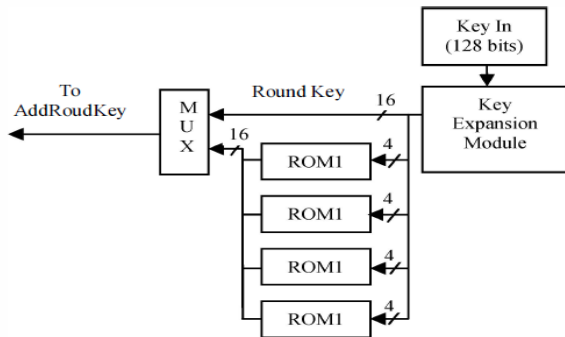 Key In
(128 bits)
To
AddRoudKey
M
U
X
Round Key
16
Key
Expansion
Module
16
ROM1
4
ROM1
4
ROM1
4
ROM1
4